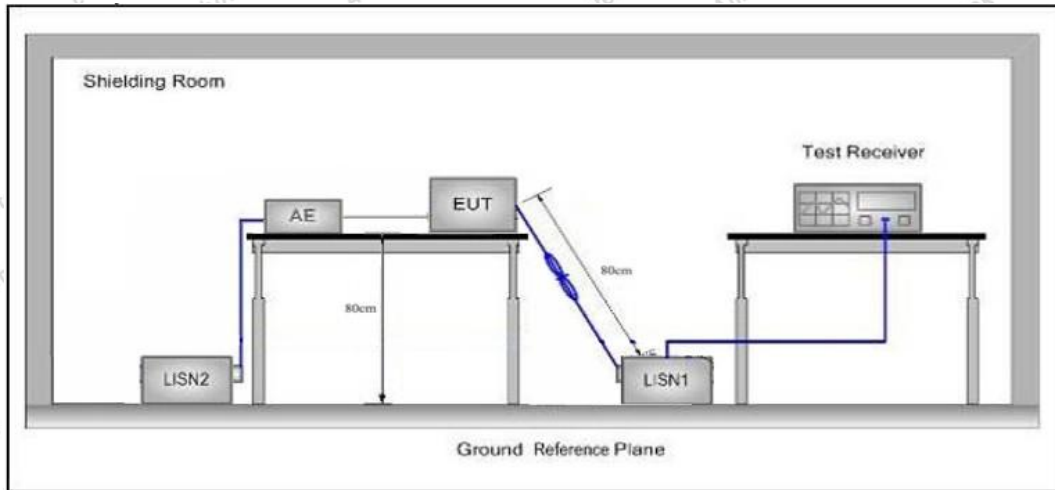 Shielding Room
Test Receiver
AE
EUT
80cm
80cm
LISN2
LISN1
Ground Reference Plane